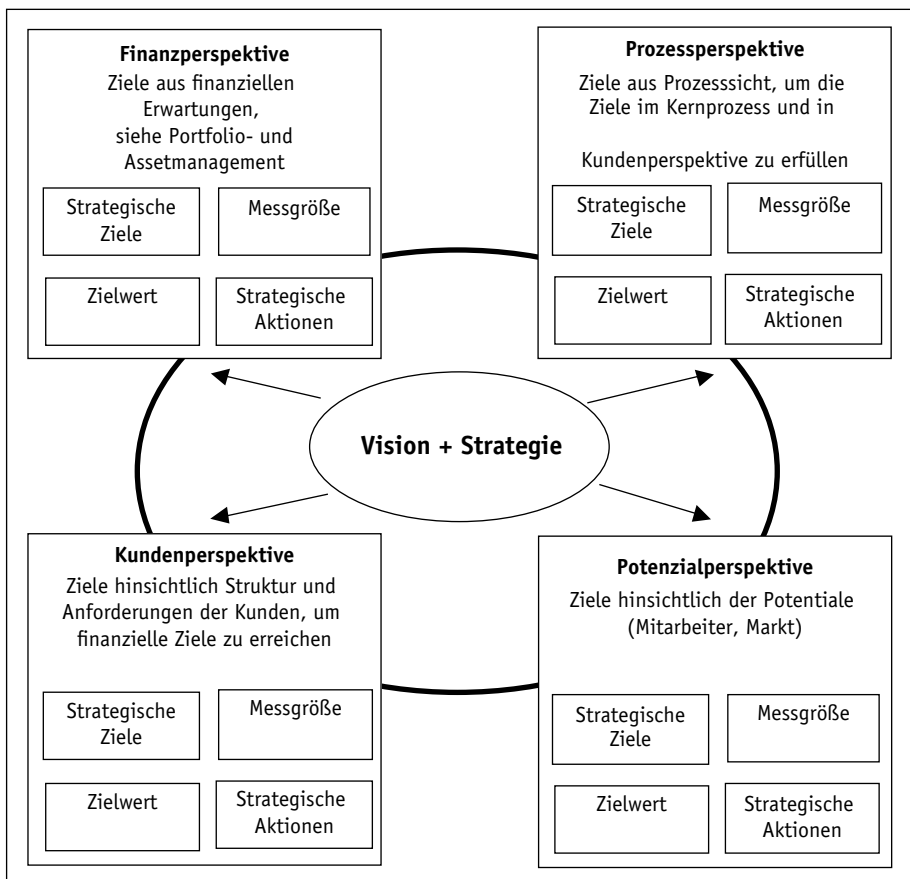 Finanzperspektive
Ziele aus finanziellen
Erwartungen,
siehe Portfolio- und
Assetmanagement
Strategische
Ziele
Messgröße
Zielwert
Strategische
Aktionen
Prozessperspektive
Ziele aus Prozesssicht, um die
Ziele im Kernprozess und in
Kundenperspektive zu erfüllen
Strategische
Ziele
Messgröße
Zielwert
Strategische
Aktionen
Vision + Strategie
Kundenperspektive
Ziele hinsichtlich Struktur und
Anforderungen der Kunden, um
finanzielle Ziele zu erreichen
Strategische
Ziele
Messgröße
Zielwert
Strategische
Aktionen
Potenzialperspektive
Ziele hinsichtlich der Potentiale
(Mitarbeiter, Markt)
Strategische
Ziele
Messgröße
Zielwert
Strategische
Aktionen